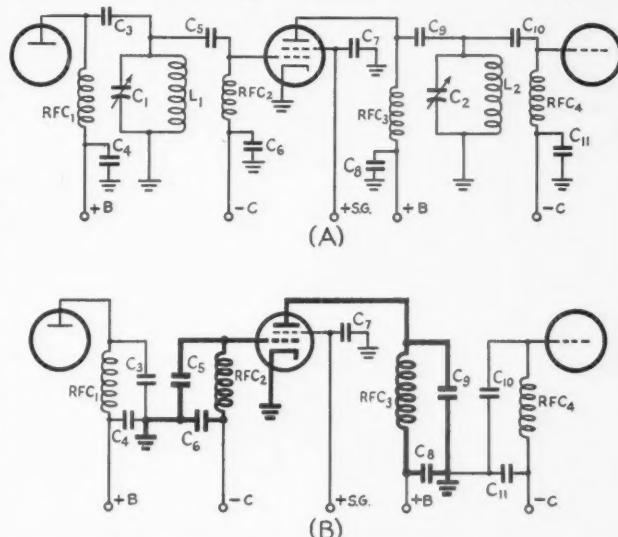 C3
C5
C7
C9
C10
RFC1
C1
L1
RFC2
RFC3
C2
L2
RFC4
C4
C6
C8
C11
+B
-C
+S.G.
+B
-C
(A)
C7
C3
C5
RFC1
RFC2
RFC3
C9
C10
RFC4
C4
C6
C8
C11
+B
-C
+S.G.
+B
-C
(B)